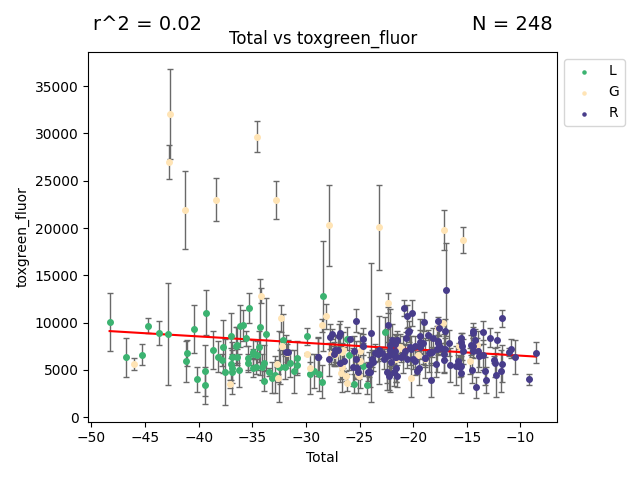 r^2 = 0.02
N = 248
Total vs toxgreen_fluor
35000
30000
25000
20000
15000
10000
5000
0
toxgreen_fluor
−50 −45 −40 −35 −30 −25 −20 −15 −10
Total
L
G
R